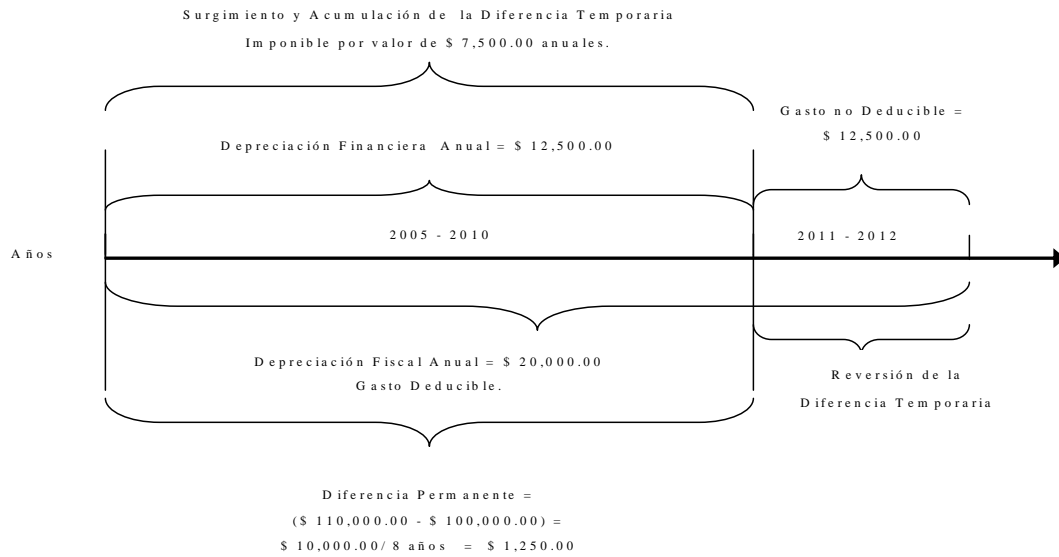 Surgimiento y Acumulación de la Diferencia Temporaria
Imponible por valor de $ 7,500.00 anuales.
Gasto no Deducible =
$ 12,500.00
Depreciación Financiera Anual = $ 12,500.00
2005 - 2010
2011 - 2012
Años
Depreciación Fiscal Anual = $ 20,000.00
Gasto Deducible.
Reversión de la
Diferencia Temporaria
Diferencia Permanente =
($ 110,000.00 - $ 100,000.00) =
$ 10,000.00/ 8 años = $ 1,250.00